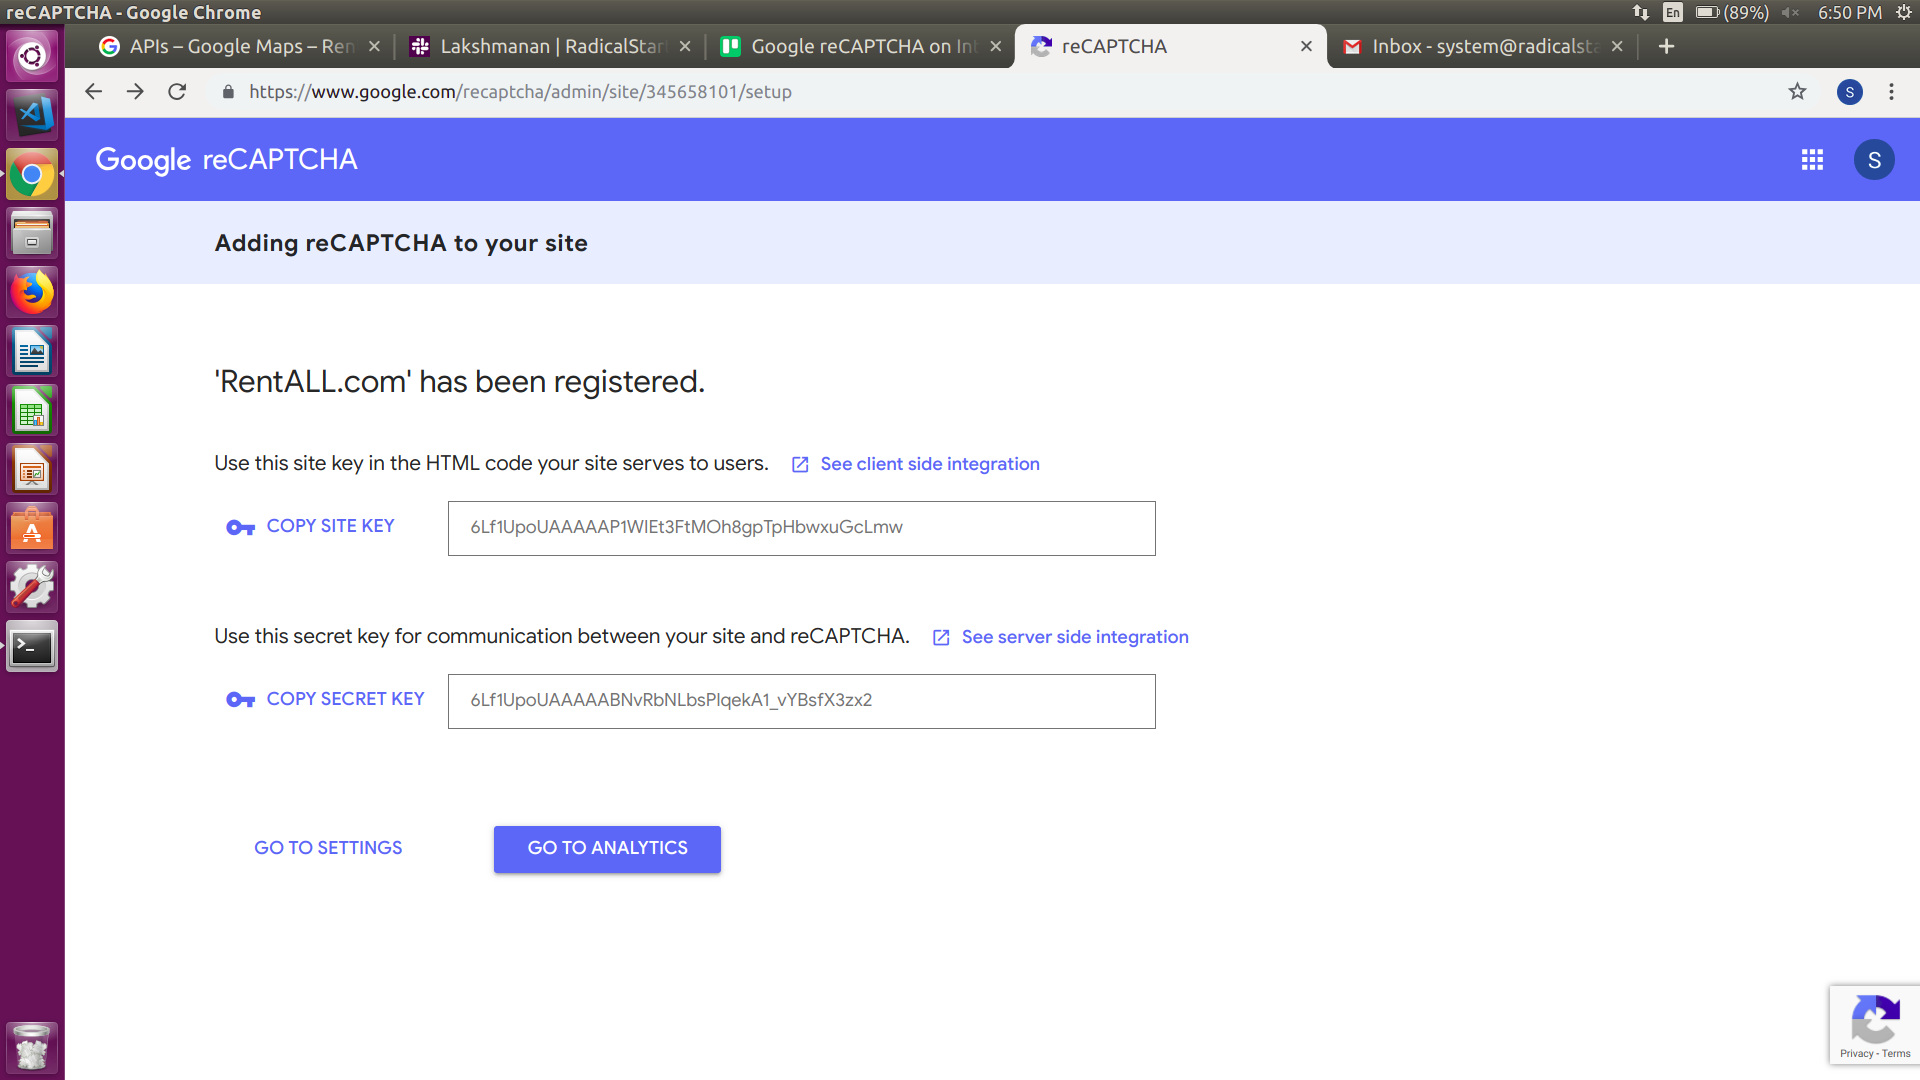 reCAPTCHA - Google Chrome
En
(89%)
6:50 PM
APIs – Google Maps – Ren
Lakshmanan | RadicalStar
Google reCAPTCHA on Int
reCAPTCHA
Inbox - system@radicalsta
https://www.google.com/recaptcha/admin/site/345658101/setup
S
Google reCAPTCHA
S
Adding reCAPTCHA to your site
'RentALL.com' has been registered.
Use this site key in the HTML code your site serves to users.
See client side integration
COPY SITE KEY
6Lf1UpoUAAAAAP1WIEt3FtMOh8gpTpHbwxuGcLmw
Use this secret key for communication between your site and reCAPTCHA.
See server side integration
COPY SECRET KEY
6Lf1UpoUAAAAABNvRbNLbsPlqekA1_vYBsfX3zx2
GO TO SETTINGS
GO TO ANALYTICS
Privacy - Terms